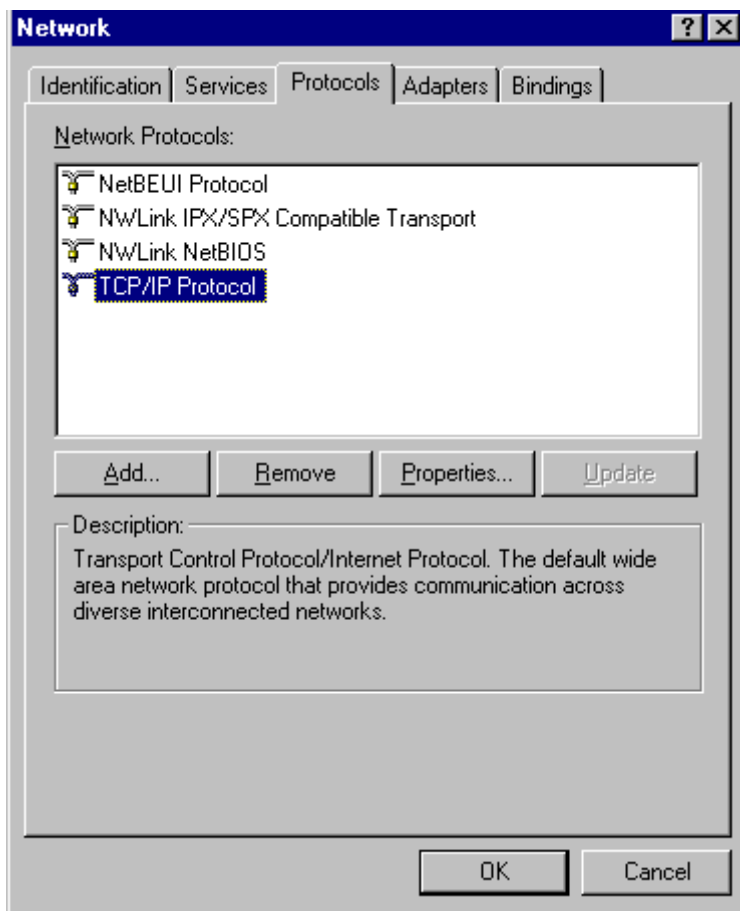 Network
Identification Services Protocols Adapters Bindings
Network Protocols:
NetBEUI Protocol
NWLink IPX/SPX Compatible Transport
NWLink NetBIOS
TCP/IP Protocol
Add... Remove Properties... Update
Description:
Transport Control Protocol/Internet Protocol. The default wide
area network protocol that provides communication across
diverse interconnected networks.
OK Cancel